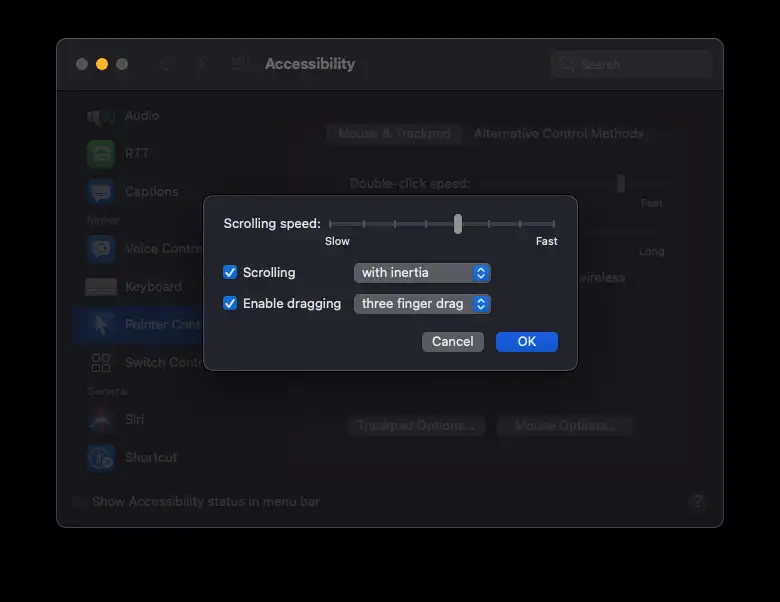 Accessibility
Search
Audio
RTT
Captions
Motor
Voice Contro
Keyboard
Pointer Cont
Switch Contr
General
Siri
Shortcut
Mouse & Trackpad
Alternative Control Methods
Double-click speed:
Fast
Long
wireless
Scrolling speed:
Slow
Fast
Scrolling
with inertia
Enable dragging
three finger drag
Cancel
OK
Trackpad Options...
Mouse Options...
Show Accessibility status in menu bar
?